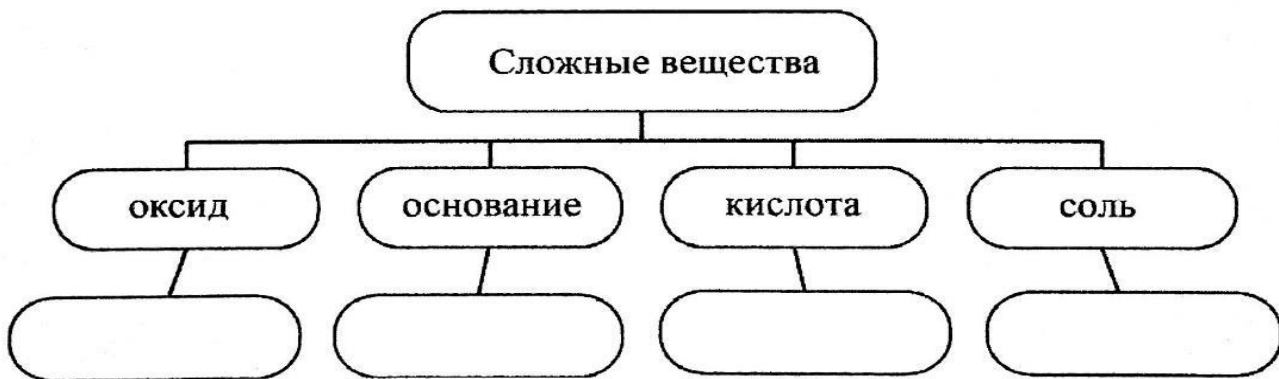 Сложные вещества
оксид
основание
кислота
соль